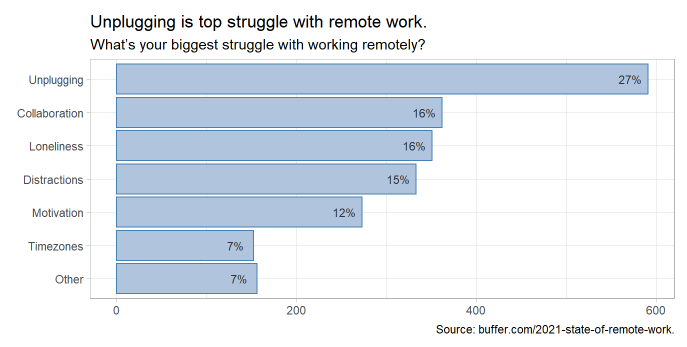 Unplugging is top struggle with remote work.
What's your biggest struggle with working remotely?
Unplugging 27%
Collaboration 16%
Loneliness 16%
Distractions 15%
Motivation 12%
Timezones 7%
Other 7%
0 200 400 600
Source: buffer.com/2021-state-of-remote-work.